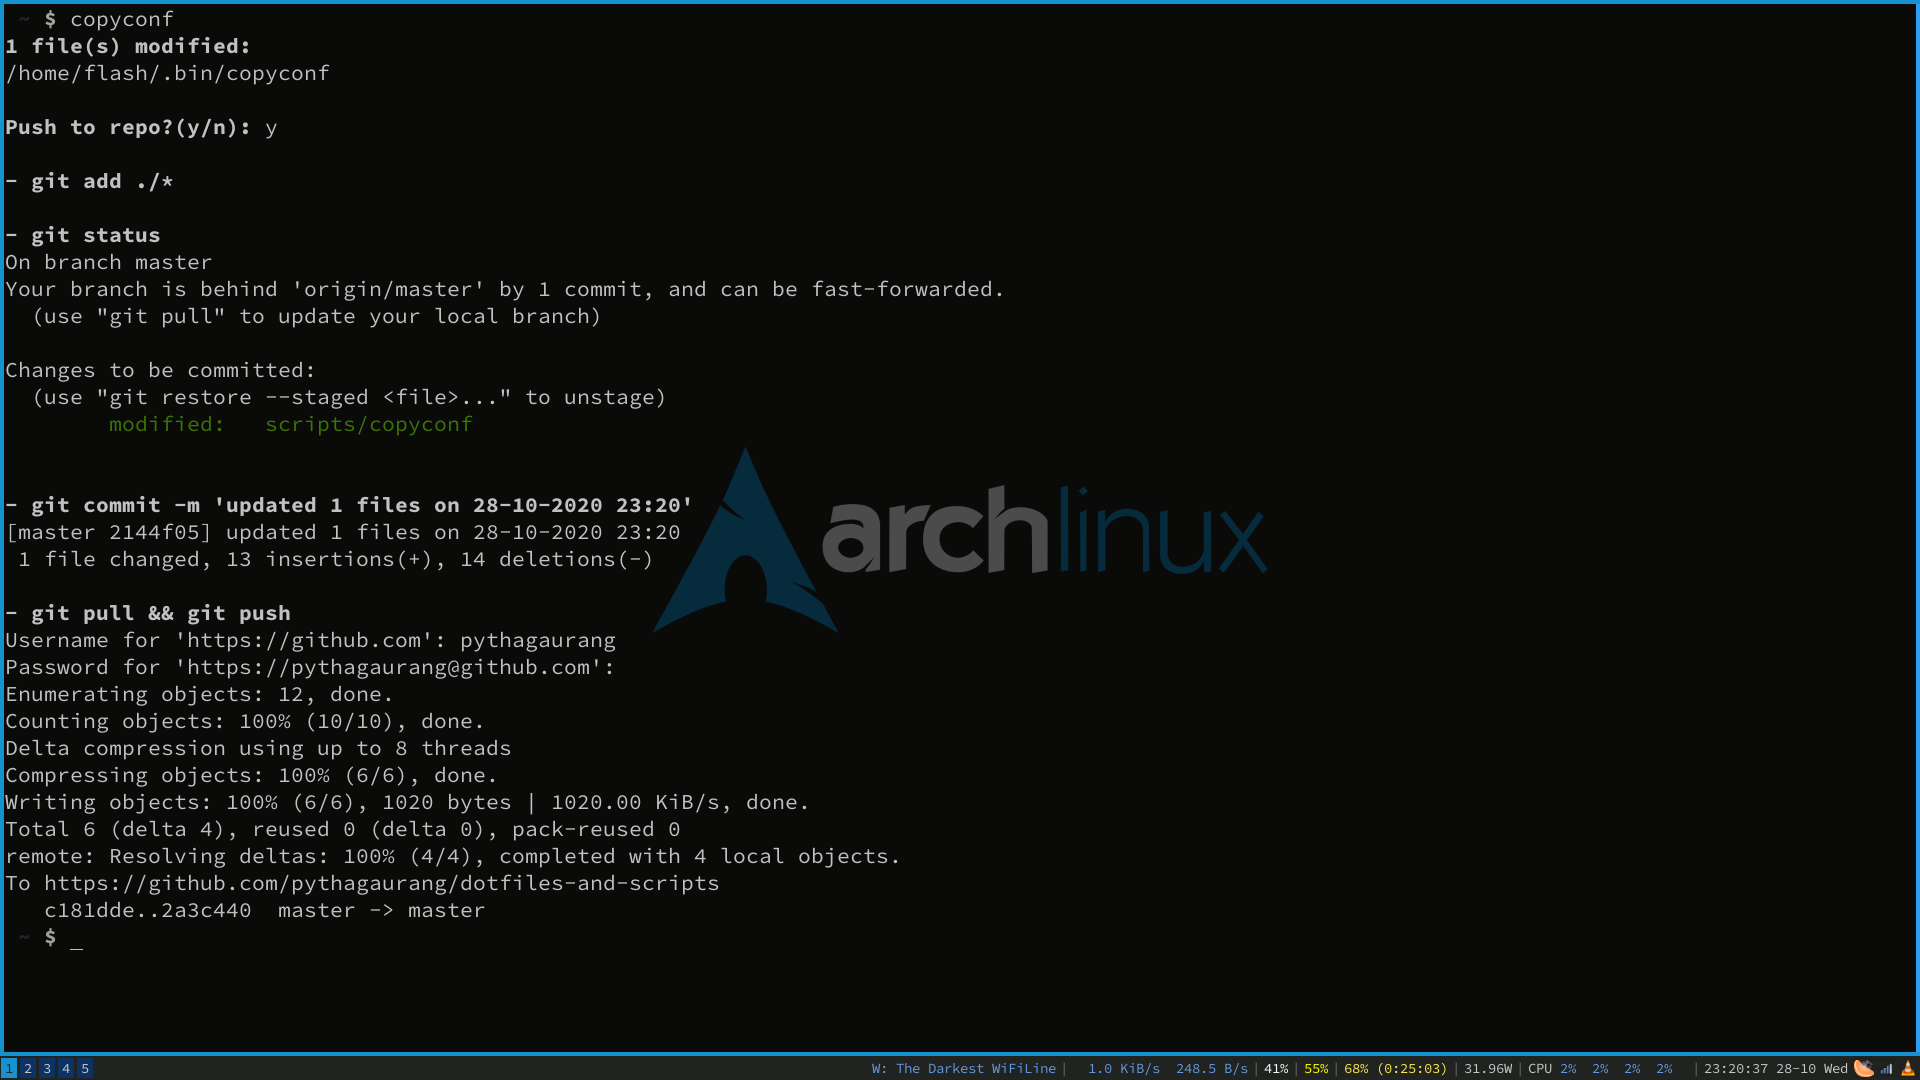 ~ $ copyconf
1 file(s) modified:
/home/flash/.bin/copyconf
Push to repo?(y/n): y
- git add ./*
- git status
On branch master
Your branch is behind 'origin/master' by 1 commit, and can be fast-forwarded.
  (use "git pull" to update your local branch)
Changes to be committed:
  (use "git restore --staged <file>..." to unstage)
        modified:   scripts/copyconf
- git commit -m 'updated 1 files on 28-10-2020 23:20'
[master 2144f05] updated 1 files on 28-10-2020 23:20
 1 file changed, 13 insertions(+), 14 deletions(-)
archlinux
- git pull && git push
Username for 'https://github.com': pythagaurang
Password for 'https://pythagaurang@github.com':
Enumerating objects: 12, done.
Counting objects: 100% (10/10), done.
Delta compression using up to 8 threads
Compressing objects: 100% (6/6), done.
Writing objects: 100% (6/6), 1020 bytes | 1020.00 KiB/s, done.
Total 6 (delta 4), reused 0 (delta 0), pack-reused 0
remote: Resolving deltas: 100% (4/4), completed with 4 local objects.
To https://github.com/pythagaurang/dotfiles-and-scripts
   c181dde..2a3c440  master -> master
~ $ _
1 2 3 4 5 W: The Darkest WiFiLine| 1.0 KiB/s 248.5 B/s|41%|55%|68% (0:25:03)|31.96W|CPU 2% 2% 2% 2% |23:20:37 28-10 Wed